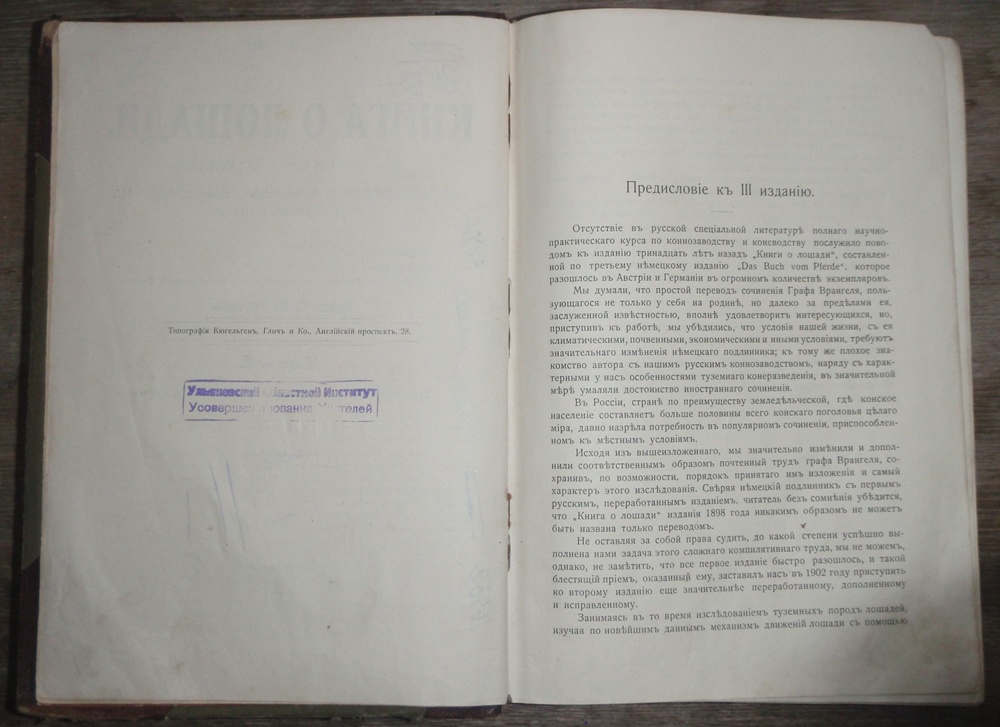 Типографія Кюгельген, Гличъ и Ко., Англійскій проспектъ, 28.
Ульяновский Областной Институт
Усовершенствования Учителей
Предисловіе къ III изданію.
Отсутствіе въ русской спеціальной литературѣ полнаго научно-
практическаго курса по коннозаводству и консводству послужило пово-
домъ къ изданію тринадцать лѣтъ назадъ „Книги о лошади“, составлен-
ной по третьему нѣмецкому изданію „Das Buch vom Pferde“, которое
разошлось въ Австріи и Германіи въ огромномъ количествѣ экземпляровъ.
Мы думали, что простой переводъ сочиненія Графа Врангеля, поль-
зующагося не только у себя на родинѣ, но далеко за предѣлами ея,
заслуженной извѣстностью, вполнѣ удовлетворитъ интересующихся, но,
приступивъ къ работѣ, мы убѣдились, что условія нашей жизни, съ ея
климатическими, почвенными, экономическими и иными условіями, требуютъ
значительнаго измѣненія нѣмецкаго подлинника; къ тому же плохое зна-
комство автора съ нашимъ русскимъ коннозаводствомъ, наряду съ харак-
терными у насъ особенностями туземнаго коневразведенія, въ значительной
мѣрѣ умаляли достоинство иностраннаго сочиненія.
Въ Россіи, странѣ по преимуществу земледѣльческой, гдѣ конское
населеніе составляетъ больше половины всего конскаго поголовья цѣлаго
міра, давно назрѣла потребность въ популярномъ сочиненіи, приспособлен-
номъ къ мѣстнымъ условіямъ.
Исходя изъ вышеизложеннаго, мы значительно измѣнили и допол-
нили соотвѣтственнымъ образомъ почтенный трудъ графа Врангеля, со-
хранивъ, по возможности, порядокъ принятаго имъ изложенія и самый
характеръ этого изслѣдованія. Свѣряя нѣмецкій подлинникъ съ первымъ
русскимъ, переработаннымъ изданіемъ, читатель безъ сомнѣнія убѣдится,
что „Книга о лошади“ изданія 1898 года никакимъ образомъ не можетъ
быть названа только переводомъ.
Не оставляя за собой права судить, до какой степени успѣшно вы-
полнена нами задача этого сложнаго компилятивнаго труда, мы не можемъ,
однако, не замѣтить, что все первое изданіе быстро разошлось, и такой
блестящій пріемъ, оказанный ему, заставилъ насъ въ 1902 году приступить
ко второму изданію еще значительнѣе переработанному, дополненному
и исправленному.
Занимаясь въ то время изслѣдованіемъ туземныхъ породъ лошадей,
изучая по новѣйшимъ даннымъ механизмъ движеній лошади съ помощью